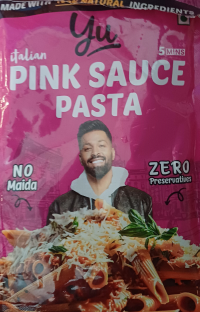 MADE WITH 100% NATURAL INGREDIENTS
Yu
5 MINS
italian
PINK SAUCE
PASTA
NO
Maida
ZERO
Preservatives